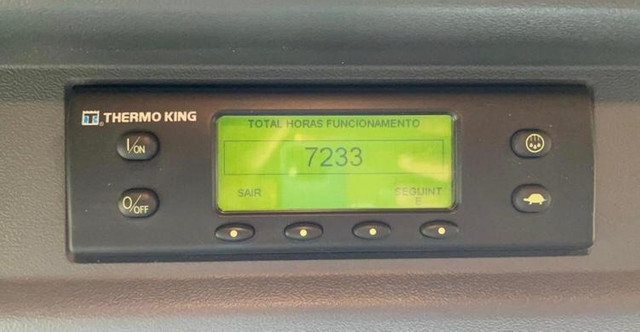 THERMO KING
TOTAL HORAS FUNCIONAMENTO
7233
SAIR
SEGUINT
E
I/ON
O/OFF